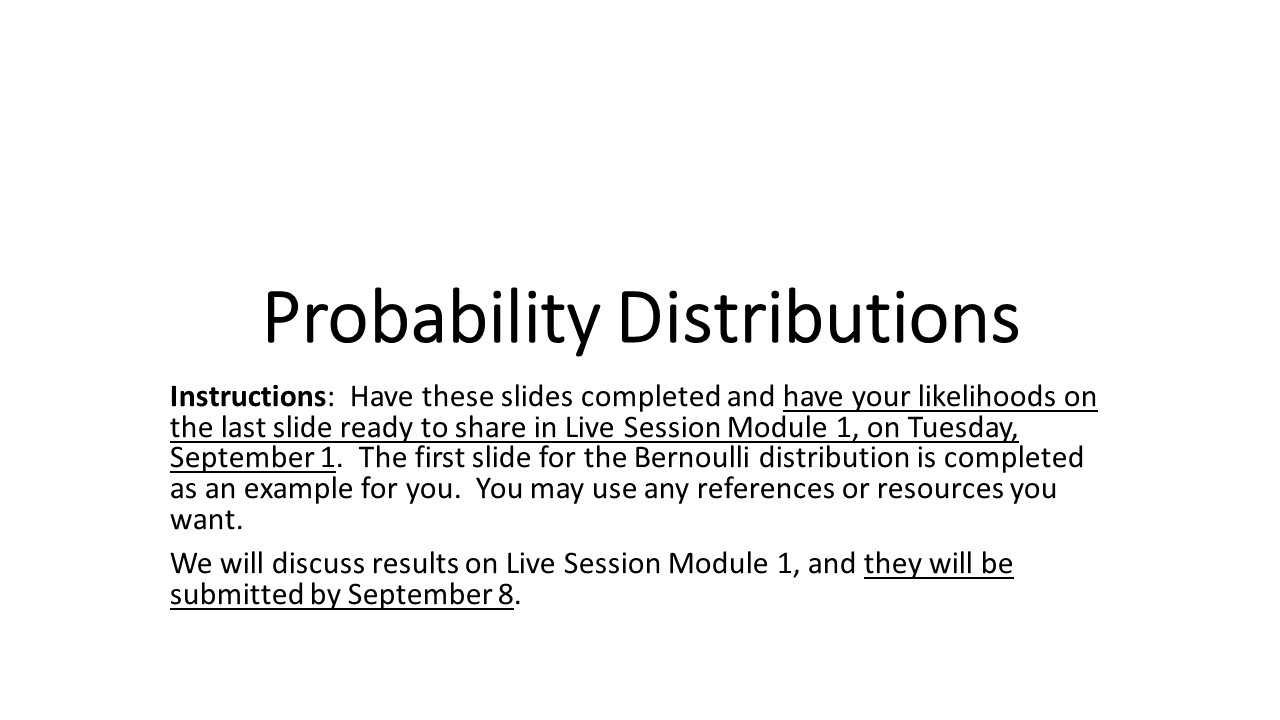 Probability Distributions
Instructions:  Have these slides completed and have your likelihoods on
the last slide ready to share in Live Session Module 1, on Tuesday,
September 1.  The first slide for the Bernoulli distribution is completed
as an example for you.  You may use any references or resources you
want.
We will discuss results on Live Session Module 1, and they will be
submitted by September 8.